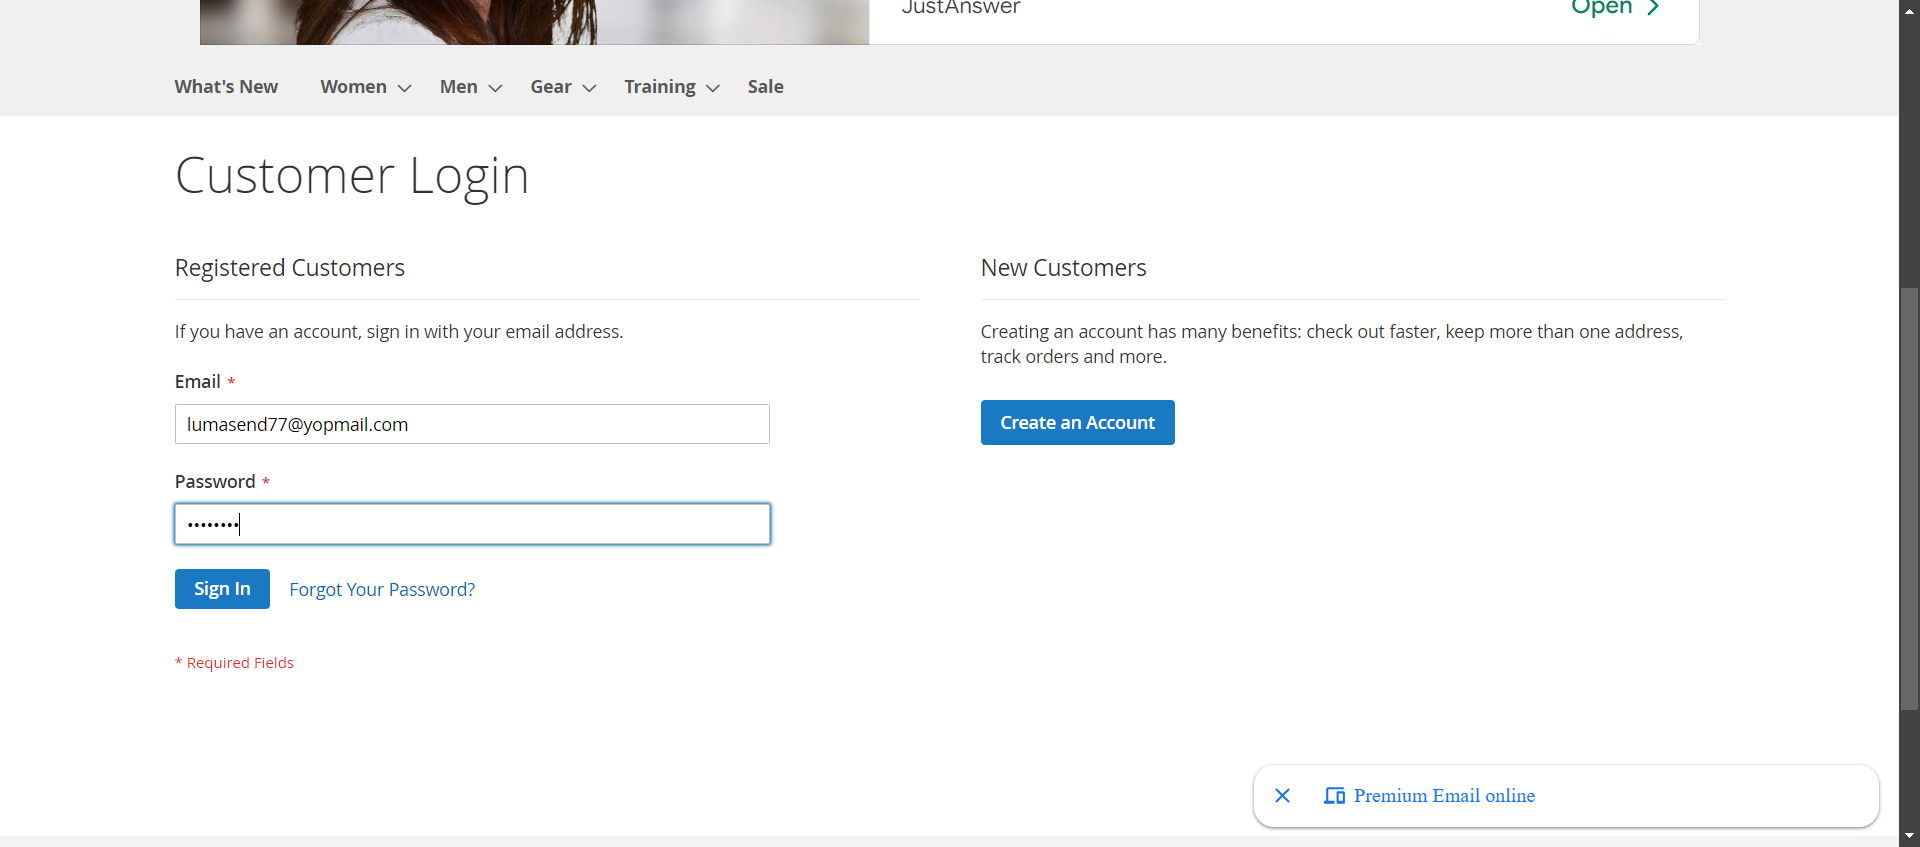 JustAnswer
Open
What's New Women Men Gear Training Sale
Customer Login
Registered Customers
If you have an account, sign in with your email address.
Email *
lumasend77@yopmail.com
Password *
••••••••
Sign In Forgot Your Password?
* Required Fields
New Customers
Creating an account has many benefits: check out faster, keep more than one address,
track orders and more.
Create an Account
Premium Email online